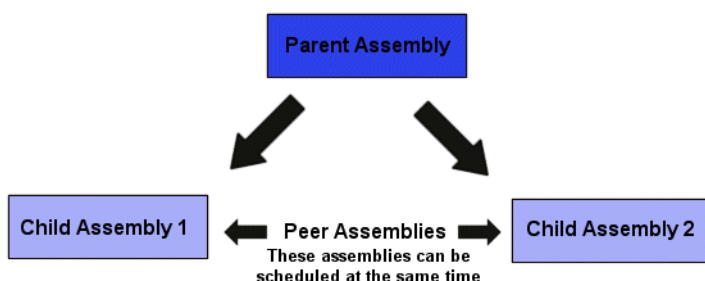 Parent Assembly
Child Assembly 1
Peer Assemblies
Child Assembly 2
These assemblies can be
scheduled at the same time